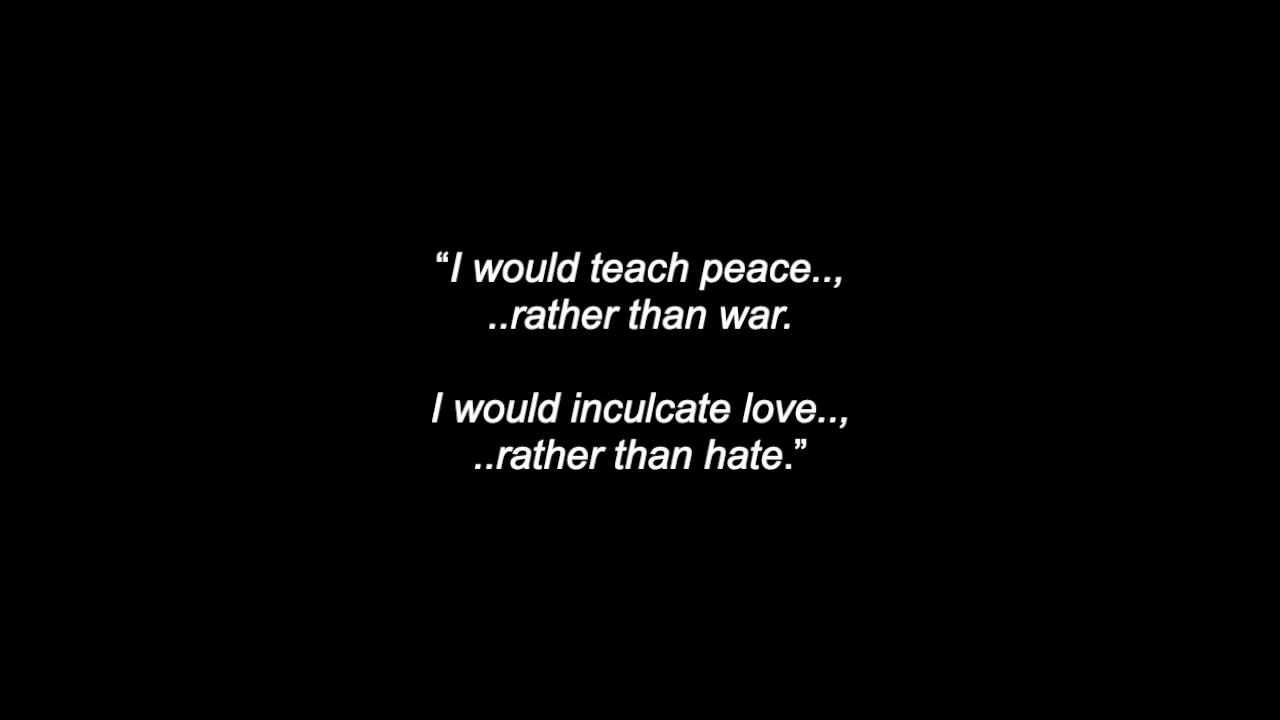 “I would teach peace..,
..rather than war.
I would inculcate love..,
..rather than hate.”